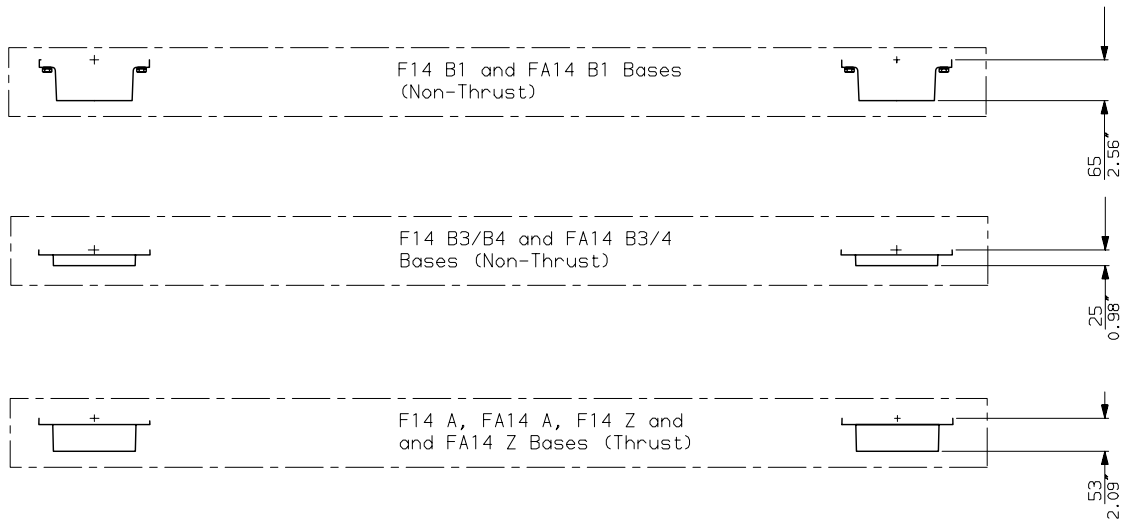 F14 B1 and FA14 B1 Bases
(Non-Thrust)
65
2.56"
F14 B3/B4 and FA14 B3/4
Bases (Non-Thrust)
25
0.98"
F14 A, FA14 A, F14 Z and
and FA14 Z Bases (Thrust)
53
2.09"